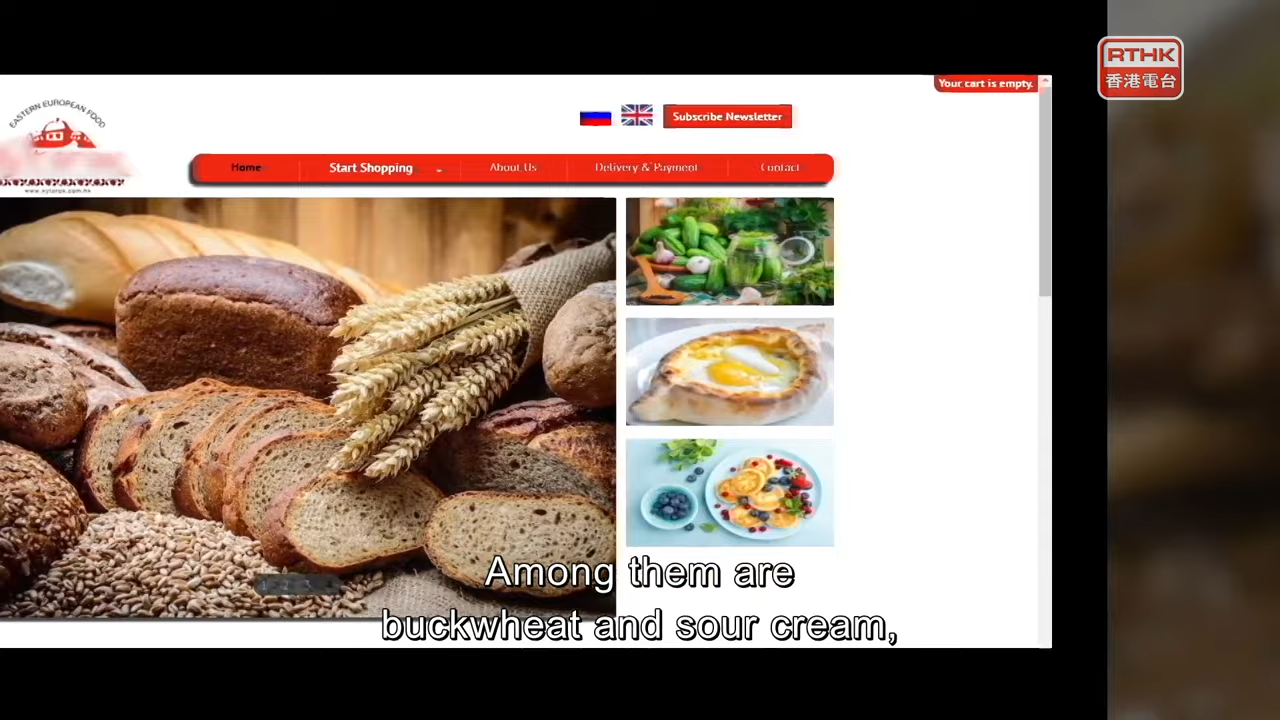 RTHK
香港電台
Your cart is empty.
EASTERN EUROPEAN FOOD
Subscribe Newsletter
Home
Start Shopping
About Us
Delivery & Payment
Contact
Among them are
buckwheat and sour cream,